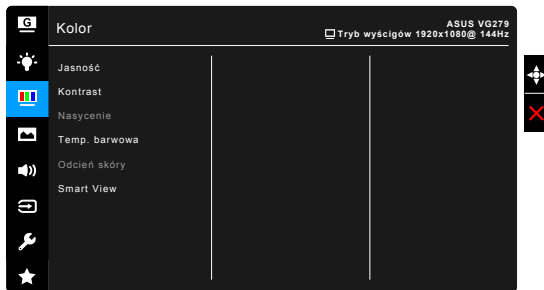 G
Kolor
ASUS VG279
Tryb wyścigów 1920x1080@ 144Hz
Jasność
Kontrast
Nasycenie
Temp. barwowa
Odcień skóry
Smart View